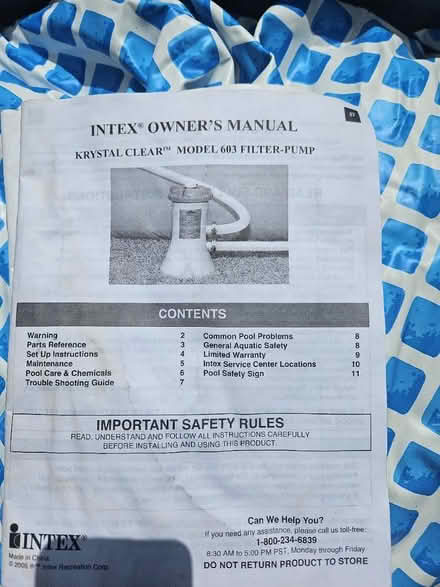 INTEX® OWNER'S MANUAL
KRYSTAL CLEAR™ MODEL 603 FILTER-PUMP
CONTENTS
Warning 2
Parts Reference 3
Set Up Instructions 4
Maintenance 5
Pool Care & Chemicals 6
Trouble Shooting Guide 7
Common Pool Problems 8
General Aquatic Safety 8
Limited Warranty 9
Intex Service Center Locations 10
Pool Safety Sign 11
IMPORTANT SAFETY RULES
READ, UNDERSTAND AND FOLLOW ALL INSTRUCTIONS CAREFULLY
BEFORE INSTALLING AND USING THIS PRODUCT.
INTEX®
Made in China
Intex Recreation Corp.
Can We Help You?
If you need any assistance, please call us toll-free:
1-800-234-6839
8:30 AM to 5:00 PM PST, Monday through Friday
DO NOT RETURN PRODUCT TO STORE